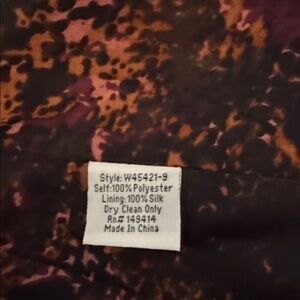 Style: W45421-9
Self:100% Polyester
Lining: 100% Silk
Dry Clean Only
Rn# 149414
Made In China